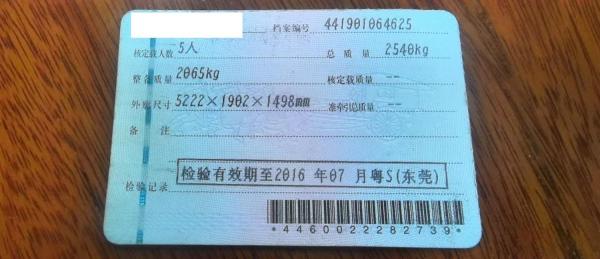 档案编号 441901064625
核定载人数 5人 总质量 2540kg
整备质量 2065kg 核定载质量 --
外廓尺寸 5222×1902×1498mm 准牵引总质量 --
备注
检验记录 检验有效期至2016 年07 月粤S(东莞)
*4460022282739*